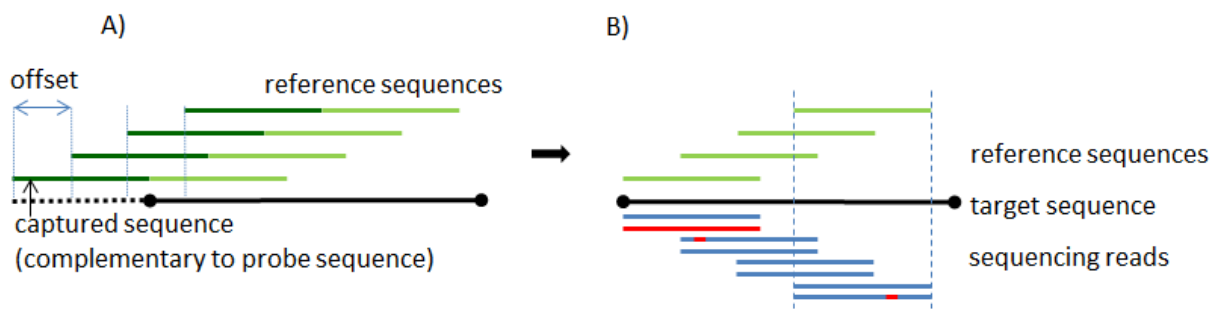 A)
B)
offset
reference sequences
captured sequence
(complementary to probe sequence)
reference sequences
target sequence
sequencing reads